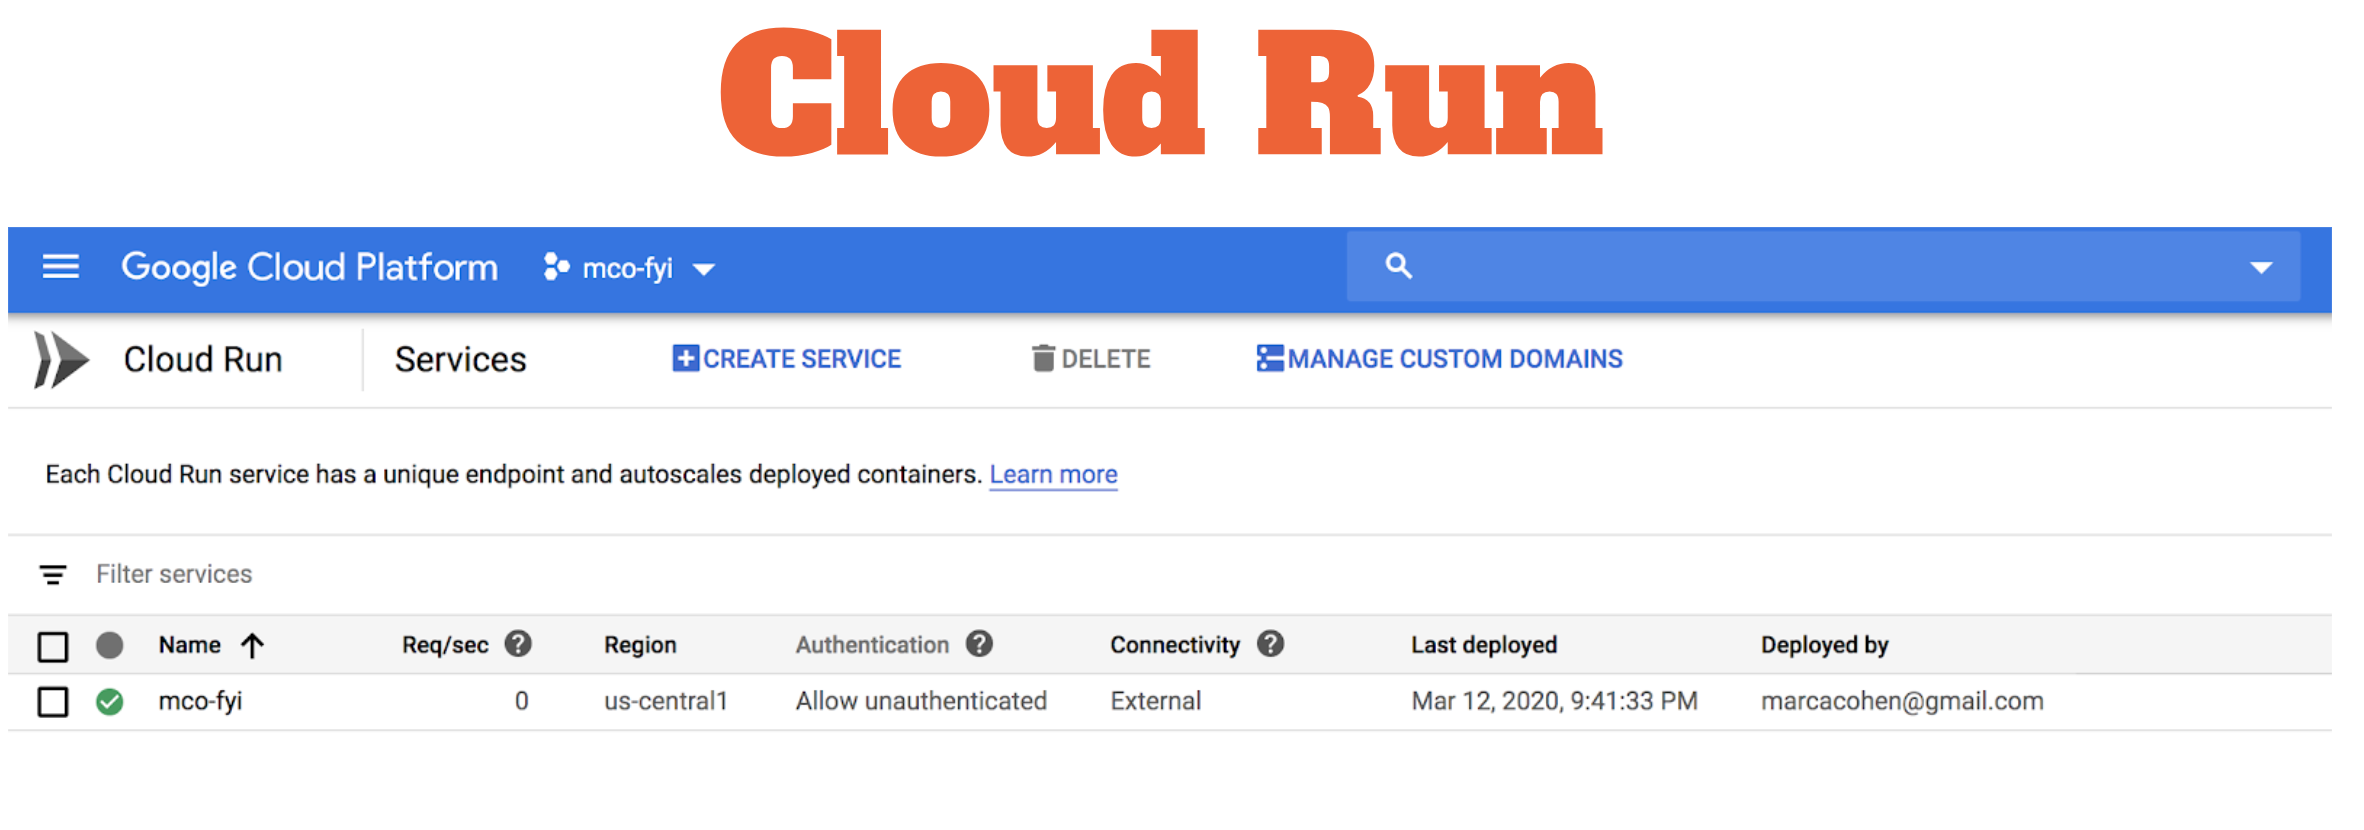 Cloud Run
Google Cloud Platform mco-fyi
Cloud Run Services CREATE SERVICE DELETE MANAGE CUSTOM DOMAINS
Each Cloud Run service has a unique endpoint and autoscales deployed containers. Learn more
Filter services
Name Req/sec Region Authentication Connectivity Last deployed Deployed by
mco-fyi 0 us-central1 Allow unauthenticated External Mar 12, 2020, 9:41:33 PM marcacohen@gmail.com